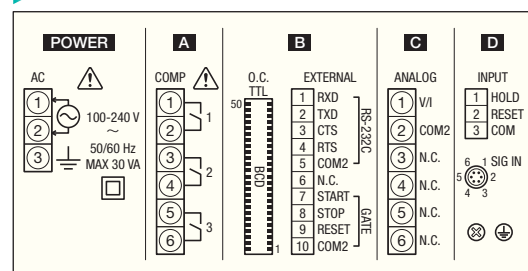 POWER
AC
1
2
3
100-240 V
~
50/60 Hz
MAX 30 VA
A
COMP
1
2
3
4
5
6
1
2
3
B
O.C.
TTL
50
BCD
1
EXTERNAL
1 RXD
2 TXD
3 CTS
4 RTS
5 COM2
6 N.C.
7 START
8 STOP
9 RESET
10 COM2
RS-232C
GATE
C
ANALOG
1 V/I
2 COM2
3 N.C.
4 N.C.
5 N.C.
6 N.C.
D
INPUT
1 HOLD
2 RESET
3 COM
6 1 SIG IN
5 2
4 3